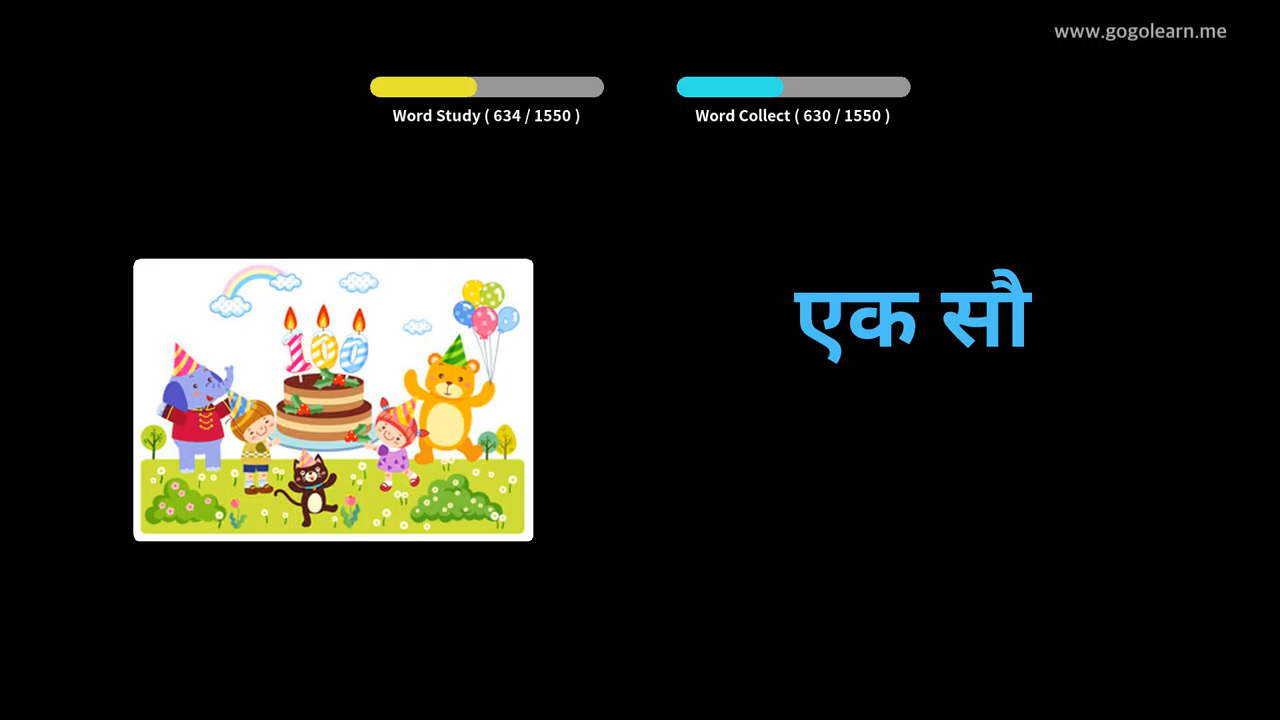 www.gogolearn.me
Word Study ( 634 / 1550 )
Word Collect ( 630 / 1550 )
100
एक सौ